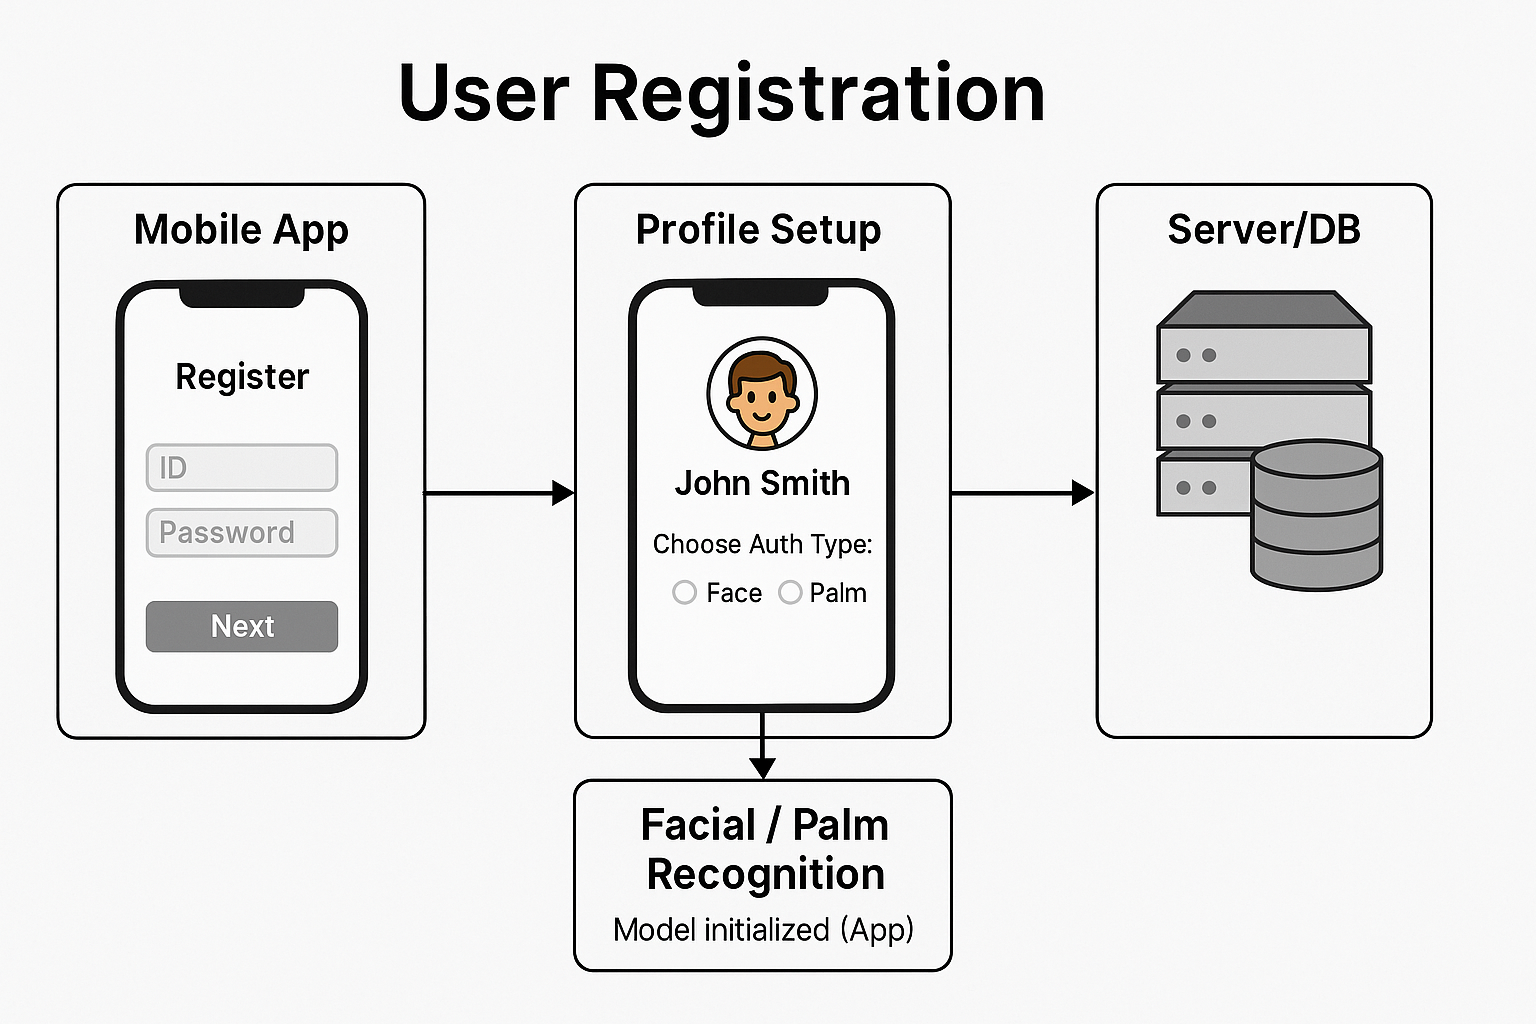 User Registration
Mobile App
Register
ID
Password
Next
Profile Setup
John Smith
Choose Auth Type:
Face Palm
Server/DB
Facial / Palm
Recognition
Model initialized (App)